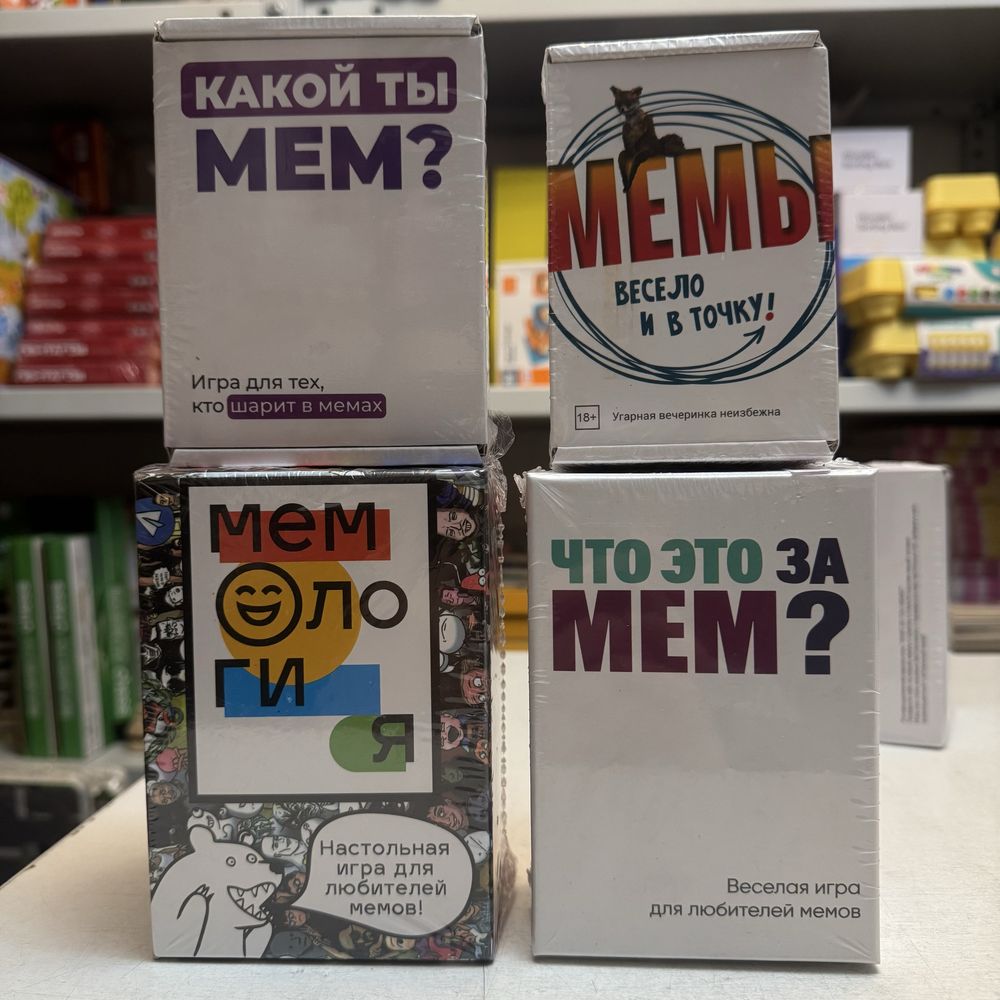 КАКОЙ ТЫ
МЕМ?
Игра для тех,
кто шарит в мемах
МЕМЫ
ВЕСЕЛО
И В ТОЧКУ!
18+
Угарная вечеринка неизбежна
мем
оло
ги
я
Настольная
игра для
любителей
мемов!
ЧТО ЭТО ЗА
МЕМ?
Веселая игра
для любителей мемов